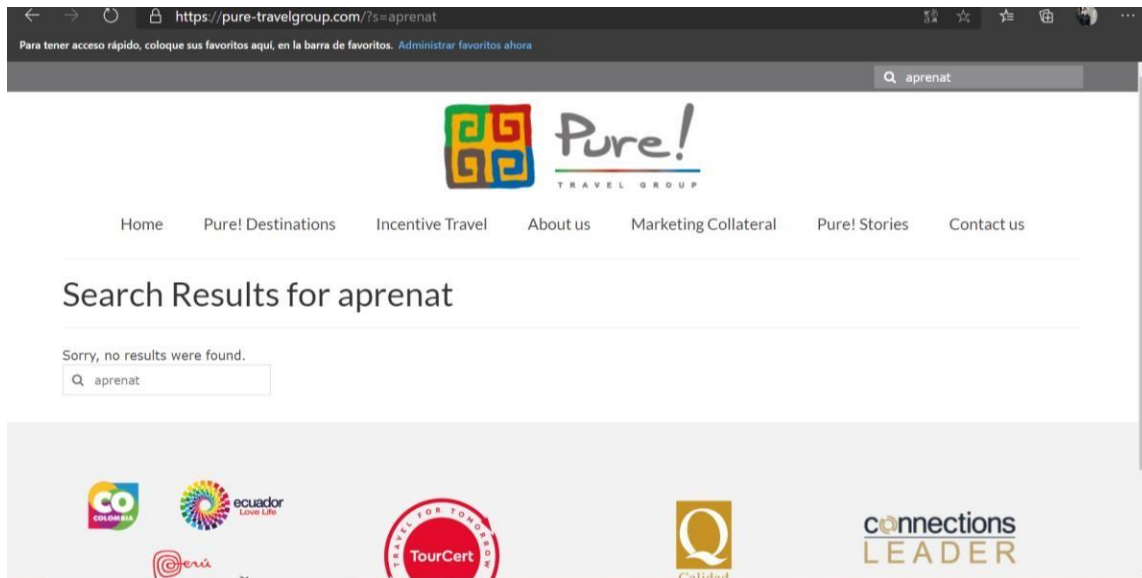 https://pure-travelgroup.com/?s=aprenat
Para tener acceso rápido, coloque sus favoritos aquí, en la barra de favoritos. Administrar favoritos ahora
aprenat
Pure!
TRAVEL GROUP
Home Pure! Destinations Incentive Travel About us Marketing Collateral Pure! Stories Contact us
Search Results for aprenat
Sorry, no results were found.
aprenat
CO
COLOMBIA
ecuador
Love Life
Perú
TRAVEL FOR TOMORROW
TourCert
Q
Calidad
connections
LEADER